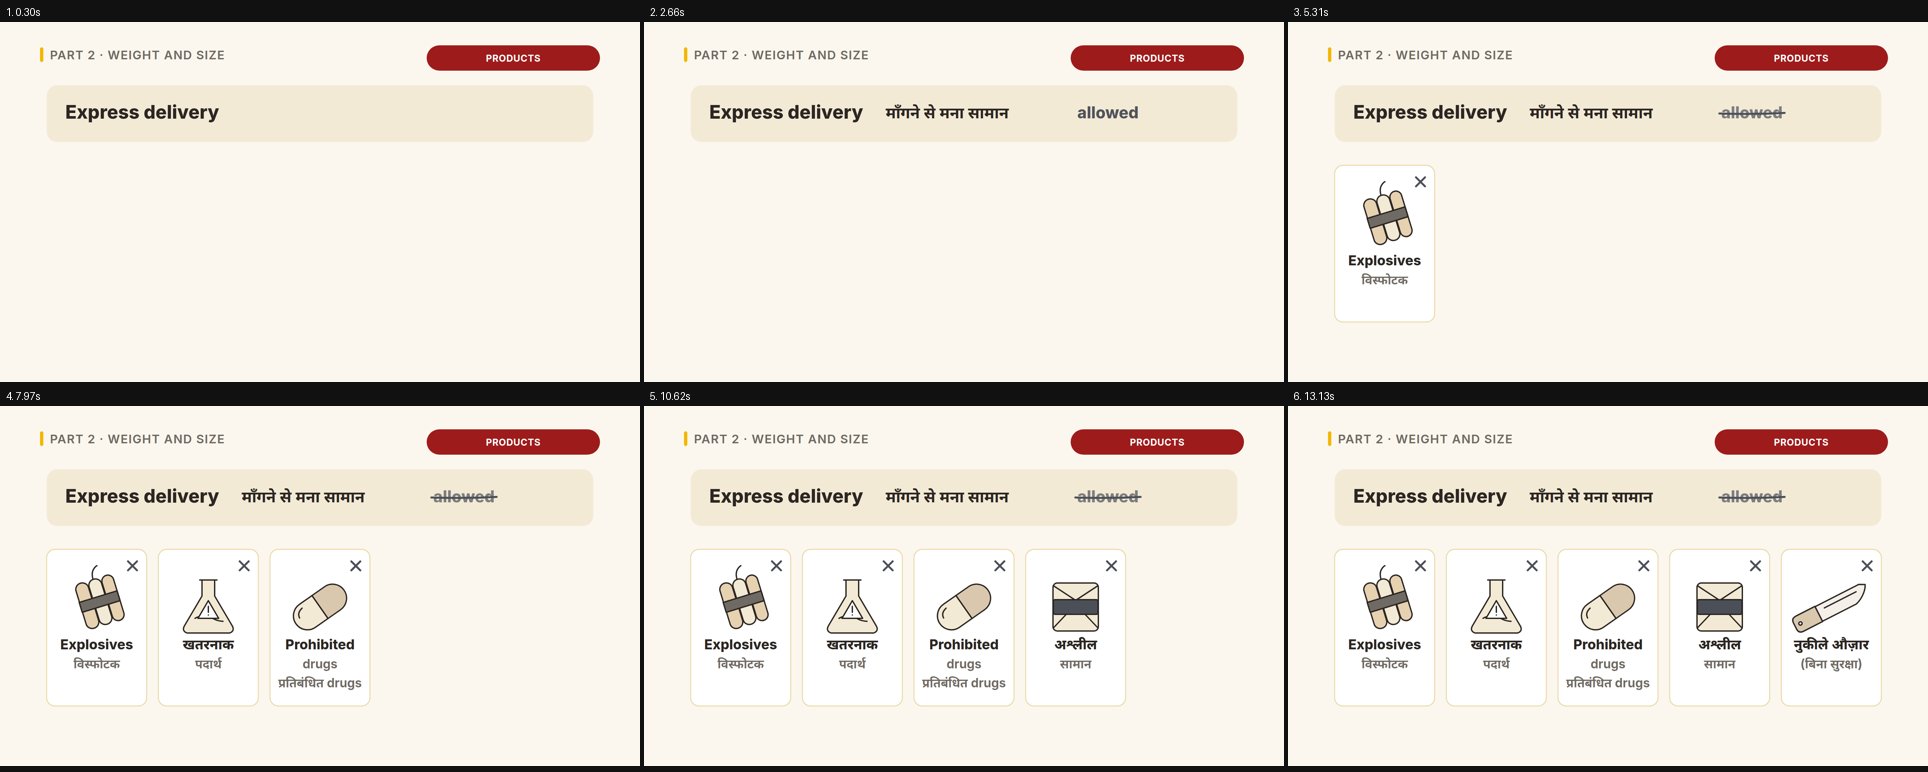 1. 0.30s
PART 2 · WEIGHT AND SIZE
PRODUCTS
Express delivery
2. 2.66s
PART 2 · WEIGHT AND SIZE
PRODUCTS
Express delivery माँगने से मना सामान allowed
3. 5.31s
PART 2 · WEIGHT AND SIZE
PRODUCTS
Express delivery माँगने से मना सामान allowed
Explosives
विस्फोटक
4. 7.97s
PART 2 · WEIGHT AND SIZE
PRODUCTS
Express delivery माँगने से मना सामान allowed
Explosives
विस्फोटक
खतरनाक
पदार्थ
Prohibited
drugs
प्रतिबंधित drugs
5. 10.62s
PART 2 · WEIGHT AND SIZE
PRODUCTS
Express delivery माँगने से मना सामान allowed
Explosives
विस्फोटक
खतरनाक
पदार्थ
Prohibited
drugs
प्रतिबंधित drugs
अश्लील
सामान
6. 13.13s
PART 2 · WEIGHT AND SIZE
PRODUCTS
Express delivery माँगने से मना सामान allowed
Explosives
विस्फोटक
खतरनाक
पदार्थ
Prohibited
drugs
प्रतिबंधित drugs
अश्लील
सामान
नुकीले औज़ार
(बिना सुरक्षा)